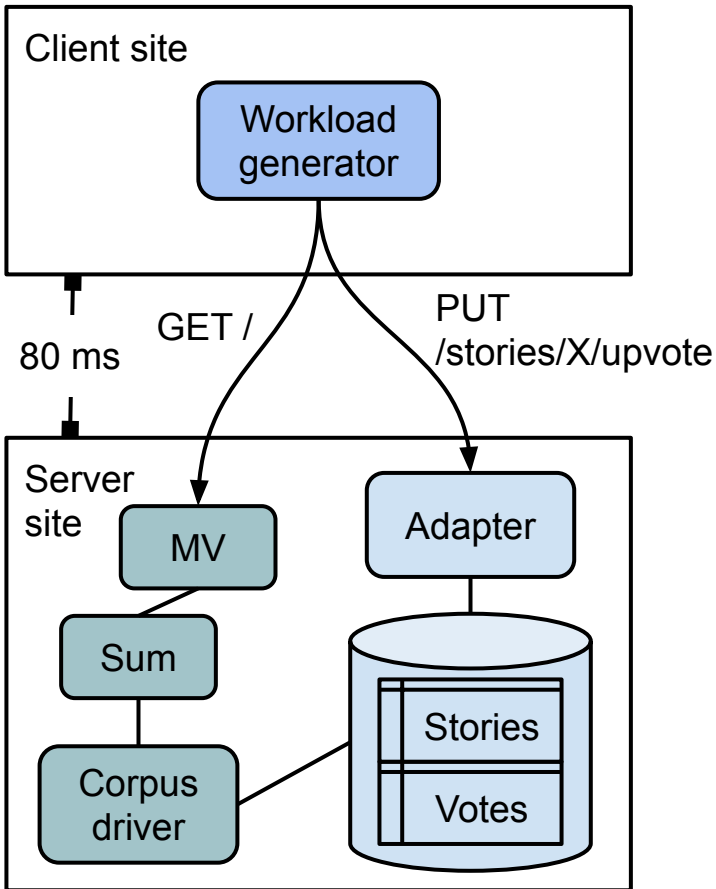 Client site
Workload
generator
GET /
PUT
/stories/X/upvote
80 ms
Server
site
MV
Adapter
Sum
Stories
Corpus
driver
Votes